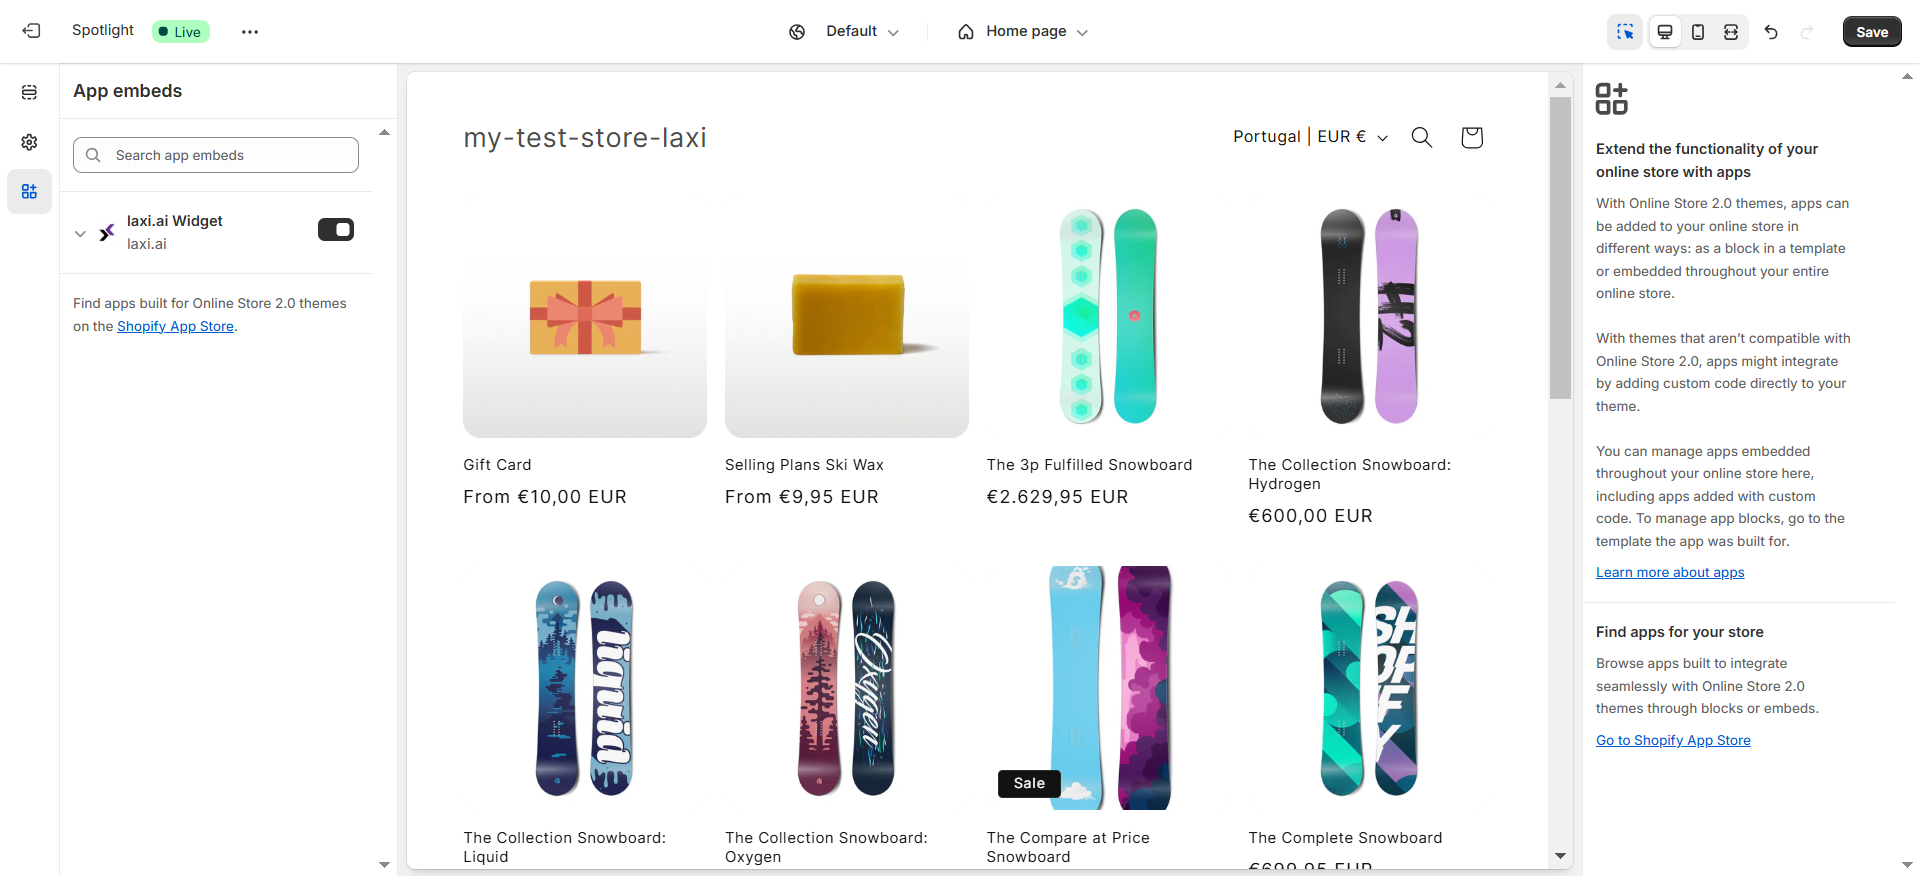 Spotlight
Live
Default
Home page
Save
App embeds
Search app embeds
laxi.ai Widget
laxi.ai
Find apps built for Online Store 2.0 themes
on the Shopify App Store.
my-test-store-laxi
Portugal | EUR €
Gift Card
From €10,00 EUR
Selling Plans Ski Wax
From €9,95 EUR
The 3p Fulfilled Snowboard
€2.629,95 EUR
The Collection Snowboard:
Hydrogen
€600,00 EUR
liquid
Oxygen
SH
OP
IF
Y
Sale
The Collection Snowboard:
Liquid
The Collection Snowboard:
Oxygen
The Compare at Price
Snowboard
The Complete Snowboard
€699,95 EUR
Extend the functionality of your
online store with apps
With Online Store 2.0 themes, apps can
be added to your online store in
different ways: as a block in a template
or embedded throughout your entire
online store.
With themes that aren’t compatible with
Online Store 2.0, apps might integrate
by adding custom code directly to your
theme.
You can manage apps embedded
throughout your online store here,
including apps added with custom
code. To manage app blocks, go to the
template the app was built for.
Learn more about apps
Find apps for your store
Browse apps built to integrate
seamlessly with Online Store 2.0
themes through blocks or embeds.
Go to Shopify App Store